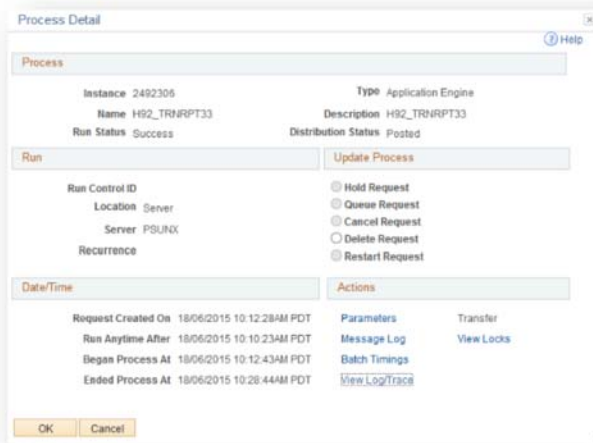 Process Detail
Help
Process
Instance 2492306 Type Application Engine
Name H92_TRNRPT33 Description H92_TRNRPT33
Run Status Success Distribution Status Posted
Run
Run Control ID
Location Server
Server PSUNX
Recurrence
Update Process
Hold Request
Queue Request
Cancel Request
Delete Request
Restart Request
Date/Time
Request Created On 18/06/2015 10:12:28AM PDT
Run Anytime After 18/06/2015 10:10:23AM PDT
Began Process At 18/06/2015 10:12:43AM PDT
Ended Process At 18/06/2015 10:28:44AM PDT
Actions
Parameters Transfer
Message Log View Locks
Batch Timings
View Log/Trace
OK Cancel